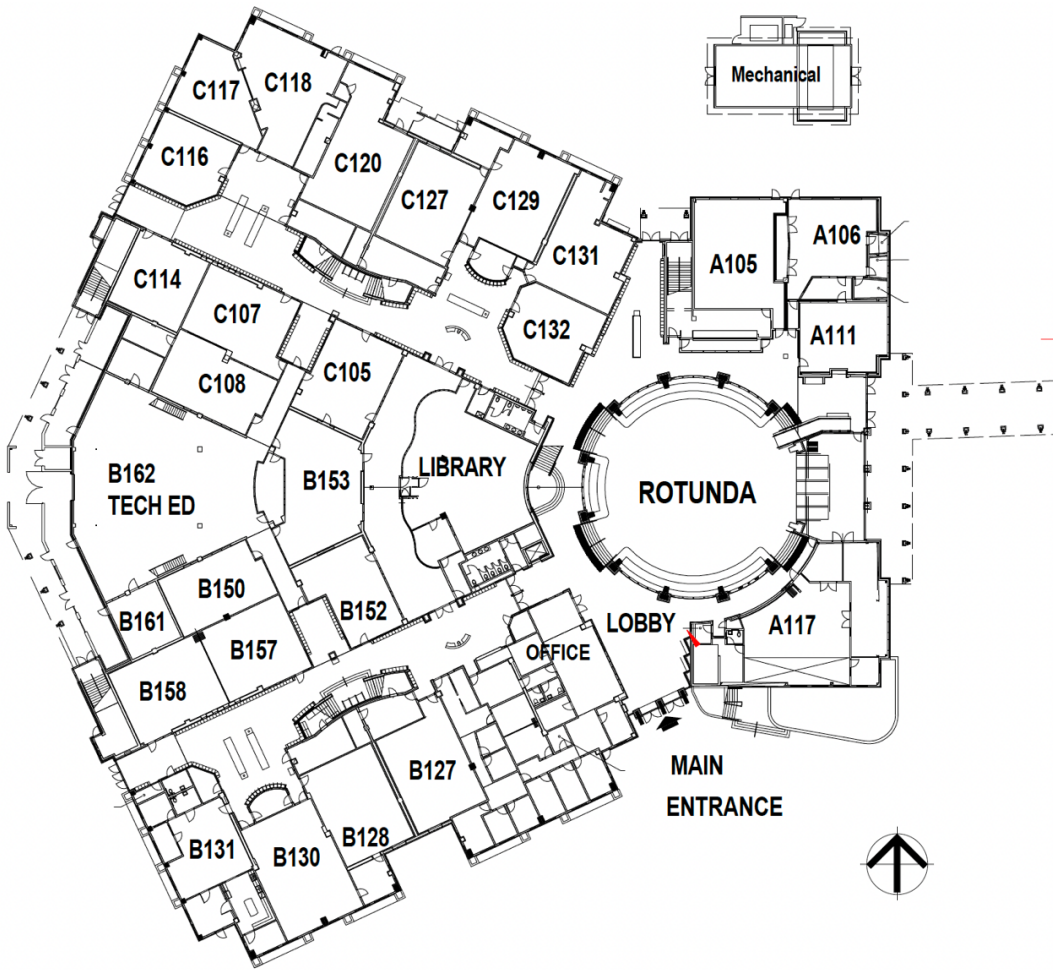 Mechanical
C118
C117
C116
C120
C127
C129
C131
A106
A105
C114
C107
C132
A111
C108
C105
LIBRARY
B162
TECH ED
B153
ROTUNDA
B150
B152
B161
LOBBY
A117
B157
OFFICE
B158
B127
MAIN
ENTRANCE
B128
B131
B130